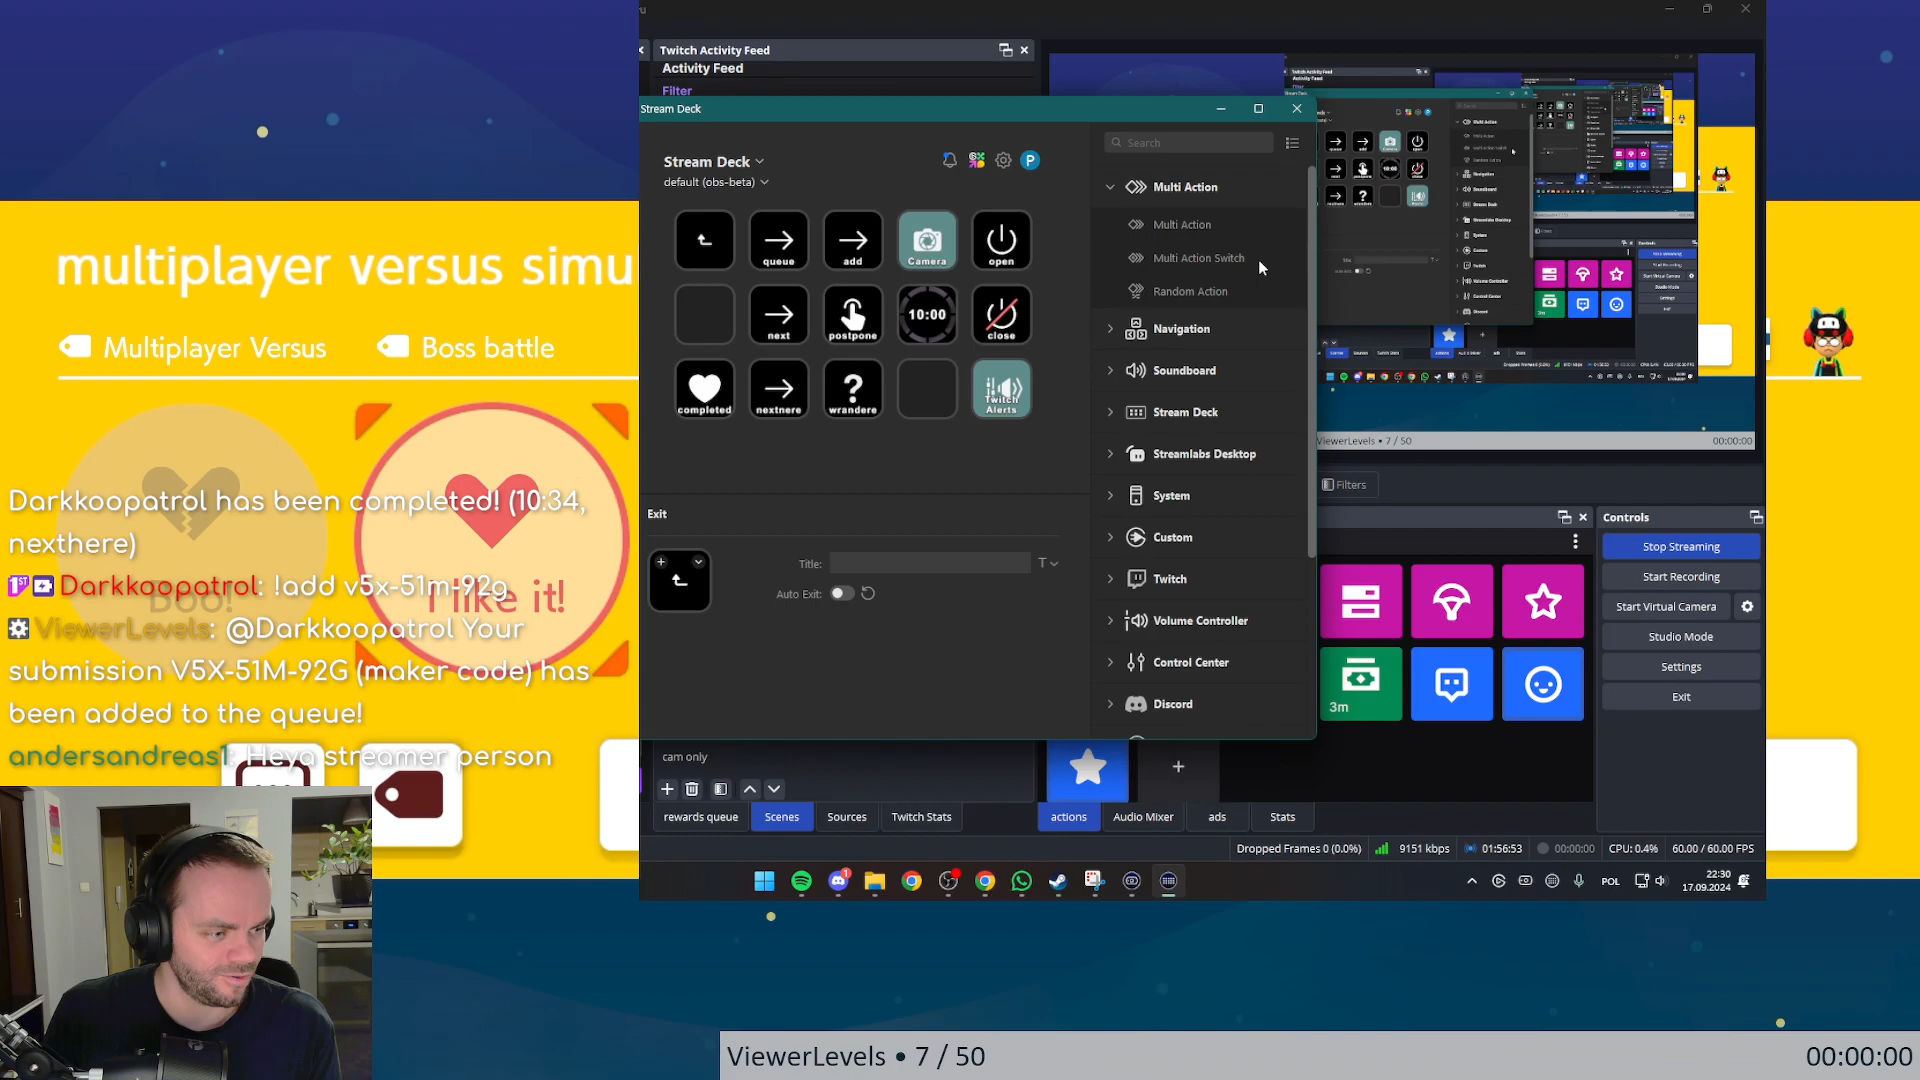 Twitch Activity Feed
Activity Feed
Filter
Stream Deck
Stream Deck
default (obs-beta)
P
Search
Multi Action
Multi Action
Multi Action Switch
Random Action
Navigation
Soundboard
Stream Deck
Streamlabs Desktop
System
Custom
Twitch
Volume Controller
Control Center
Discord
queue
add
Camera
open
next
postpone
10:00
close
completed
nextnere
wrandere
Twitch
Alerts
Exit
Title:
T
Auto Exit:
multiplayer versus simu
Multiplayer Versus
Boss battle
Boo!
I like it!
Darkkoopatrol has been completed! (10:34,
nexthere)
Darkkoopatrol: !add v5x-51m-92g
ViewerLevels: @Darkkoopatrol Your
submission V5X-51M-92G (maker code) has
been added to the queue!
andersandreas1: Heya streamer person
ViewerLevels • 7 / 50
00:00:00
Filters
3m
Controls
Stop Streaming
Start Recording
Start Virtual Camera
Studio Mode
Settings
Exit
cam only
rewards queue
Scenes
Sources
Twitch Stats
actions
Audio Mixer
ads
Stats
Dropped Frames 0 (0.0%)
9151 kbps
01:56:53
00:00:00
CPU: 0.4%
60.00 / 60.00 FPS
POL
22:30
17.09.2024
ViewerLevels • 7 / 50
00:00:00